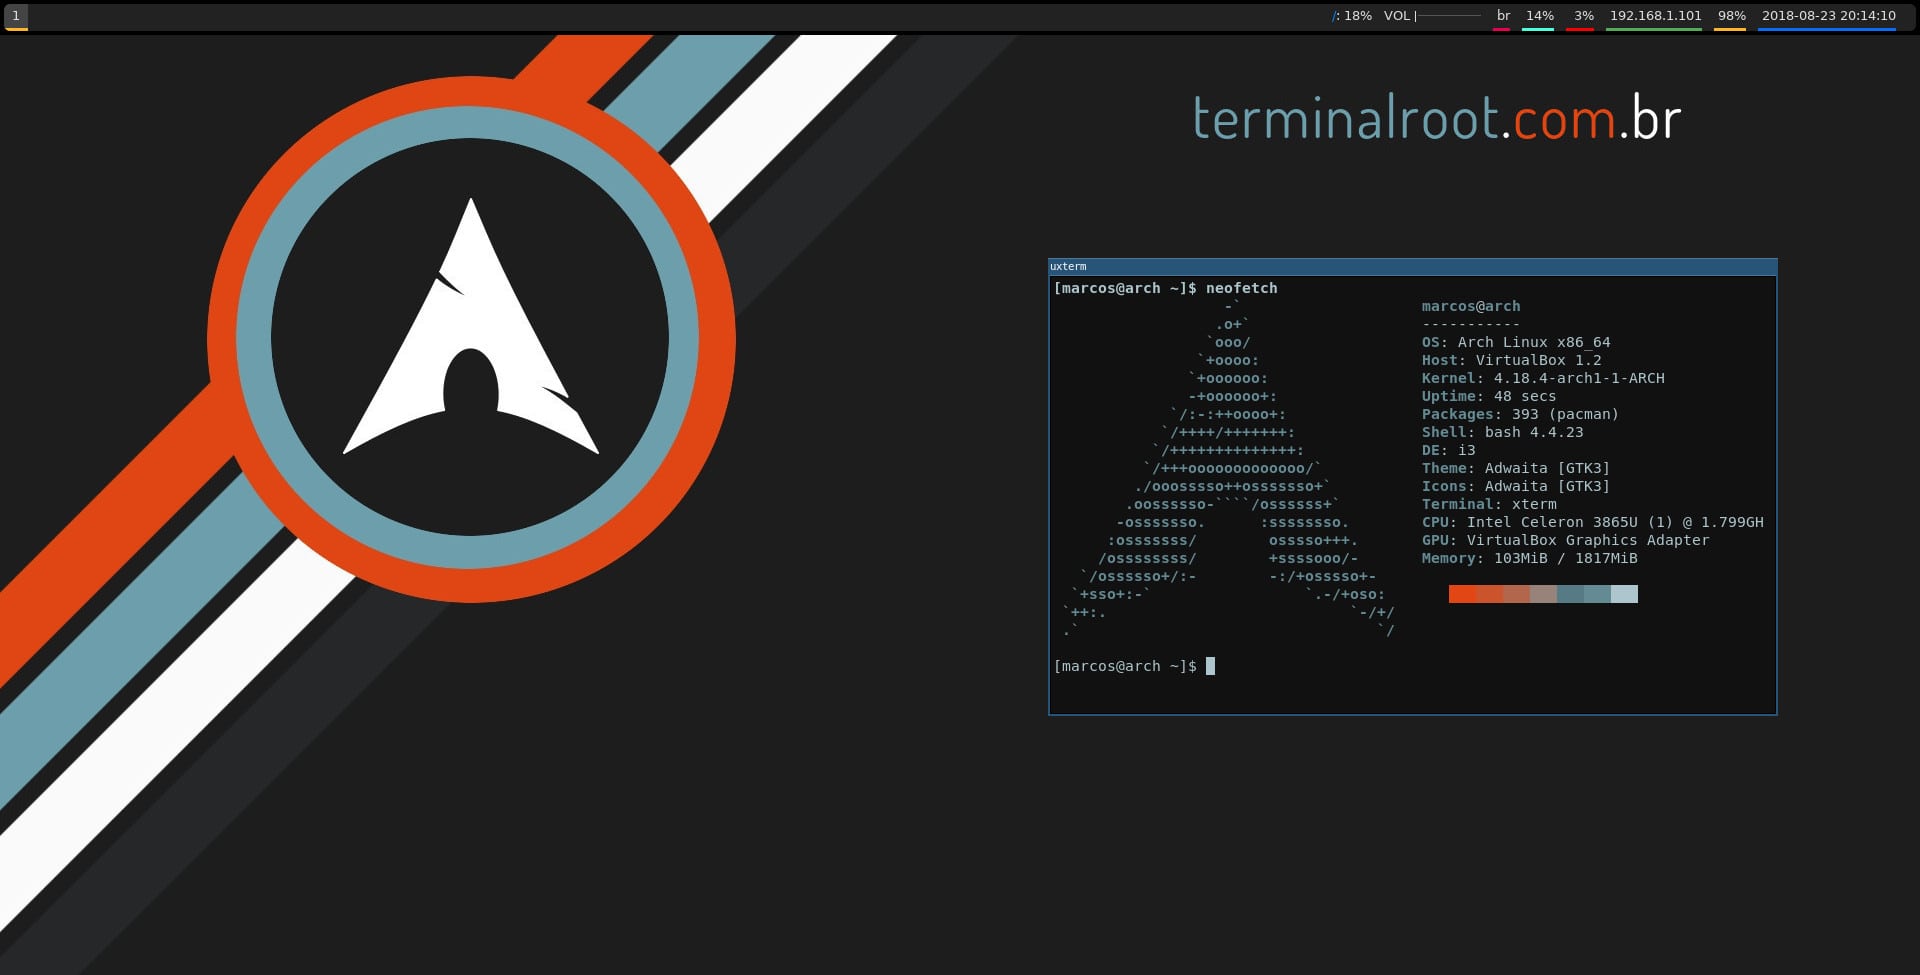 1 /: 18% VOL br 14% 3% 192.168.1.101 98% 2018-08-23 20:14:10
terminalroot.com.br
uxterm
[marcos@arch ~]$ neofetch
-` marcos@arch
.o+` -----------
`ooo/ OS: Arch Linux x86_64
`+oooo: Host: VirtualBox 1.2
`+oooooo: Kernel: 4.18.4-arch1-1-ARCH
-+oooooo+: Uptime: 48 secs
`/:-:++oooo+: Packages: 393 (pacman)
`/++++/+++++++: Shell: bash 4.4.23
`/++++++++++++++: DE: i3
`/+++ooooooooooooo/` Theme: Adwaita [GTK3]
./ooosssso++osssssso+` Icons: Adwaita [GTK3]
.oossssso-````/ossssss+` Terminal: xterm
-osssssso. :ssssssso. CPU: Intel Celeron 3865U (1) @ 1.799GH
:osssssss/ osssso+++. GPU: VirtualBox Graphics Adapter
/ossssssss/ +ssssooo/- Memory: 103MiB / 1817MiB
`/ossssso+/:- -:/+osssso+-
`+sso+:-` `.-/+oso:
`++:. `-/+/
.` `/
[marcos@arch ~]$